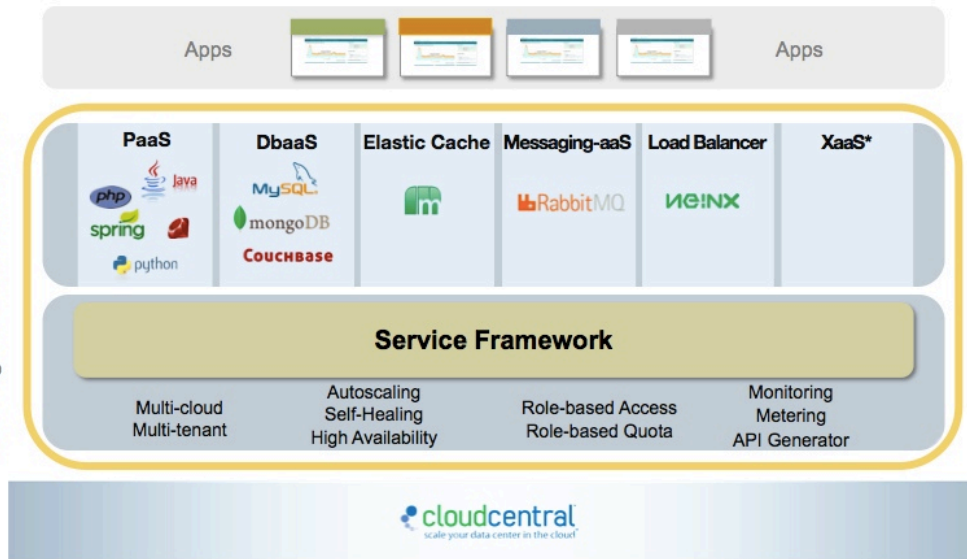 Apps
Apps
PaaS
DbaaS
Elastic Cache
Messaging-aaS
Load Balancer
XaaS*
php
Java
spring
python
MySQL
mongoDB
COUCHBASE
m
RabbitMQ
NGINX
Service Framework
Multi-cloud
Multi-tenant
Autoscaling
Self-Healing
High Availability
Role-based Access
Role-based Quota
Monitoring
Metering
API Generator
cloudcentral
scale your data center in the cloud